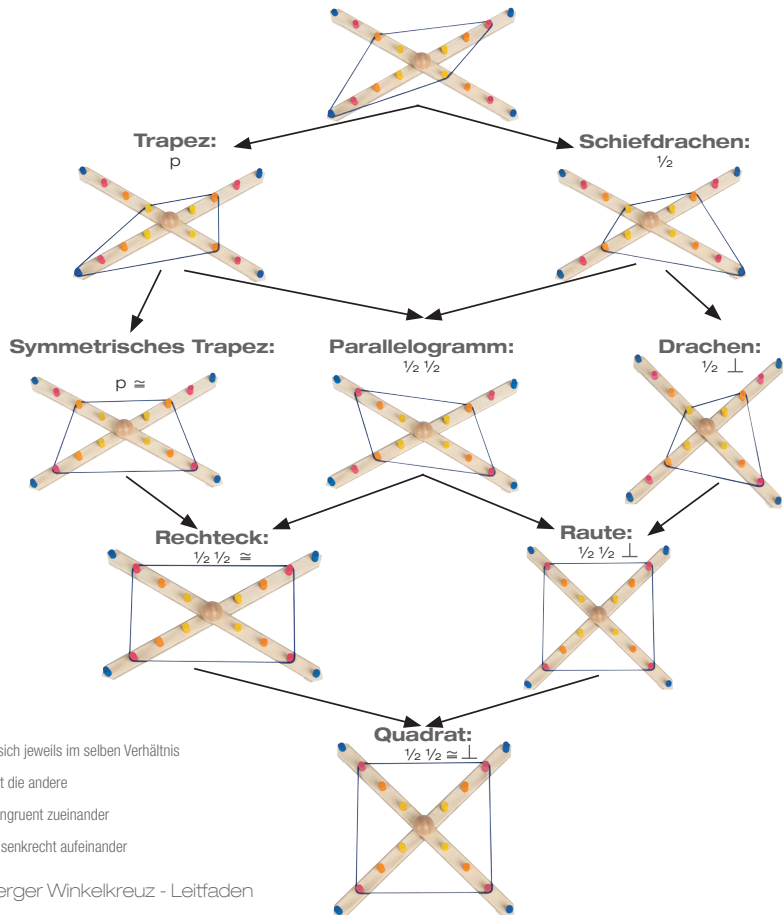 Trapez:
p
Schiefdrachen:
½
Symmetrisches Trapez:
p ≅
Parallelogramm:
½ ½
Drachen:
½ ⊥
Rechteck:
½ ½ ≅
Raute:
½ ½ ⊥
Quadrat:
½ ½ ≅ ⊥
sich jeweils im selben Verhältnis
t die andere
ngruent zueinander
senkrecht aufeinander
erger Winkelkreuz - Leitfaden